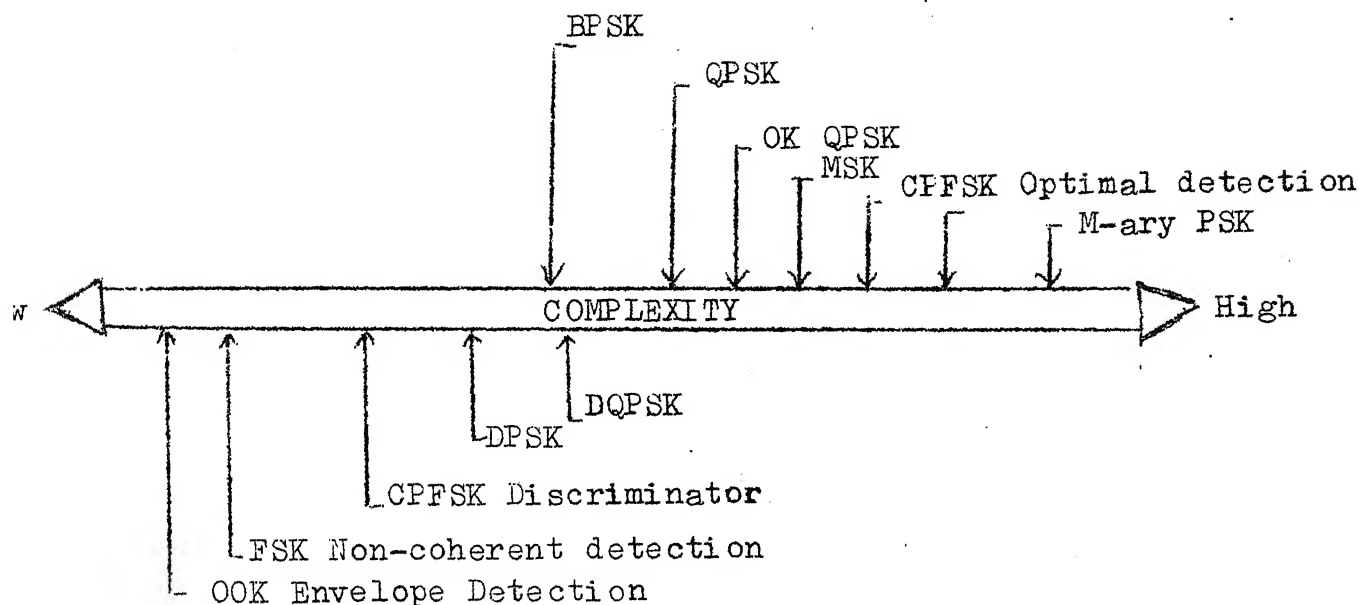 BPSK
QPSK
OK QPSK
MSK
CPFSK Optimal detection
M-ary PSK
w
COMPLEXITY
High
DQPSK
DPSK
CPFSK Discriminator
FSK Non-coherent detection
OOK Envelope Detection